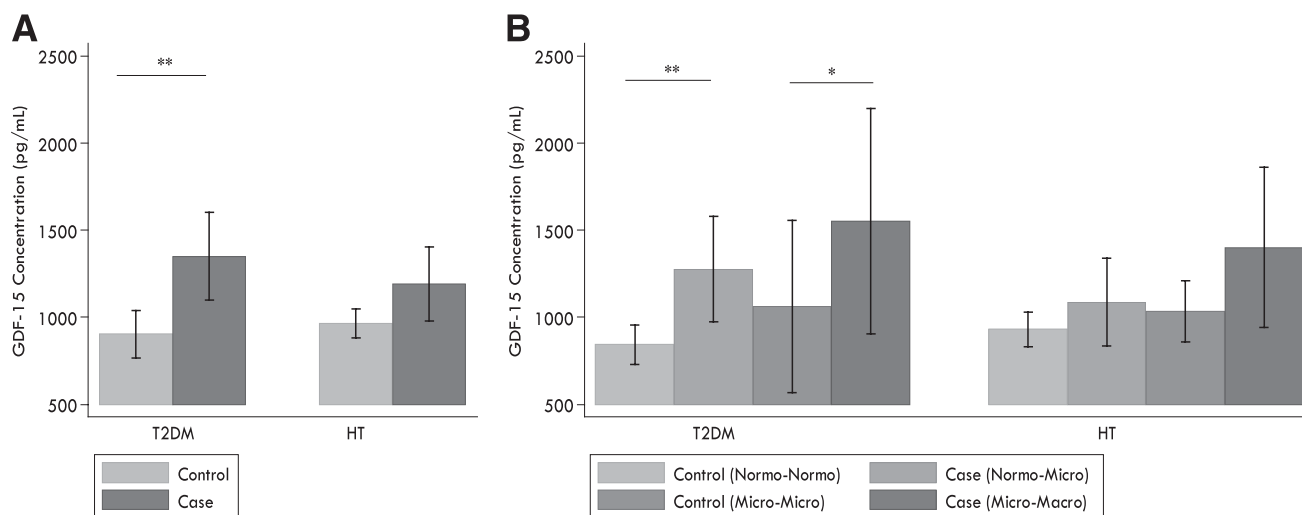 A
GDF-15 Concentration (pg/mL)
2500
2000
1500
1000
500
**
T2DM HT
Control
Case
B
GDF-15 Concentration (pg/mL)
2500
2000
1500
1000
500
**
*
T2DM HT
Control (Normo-Normo) Case (Normo-Micro)
Control (Micro-Micro) Case (Micro-Macro)